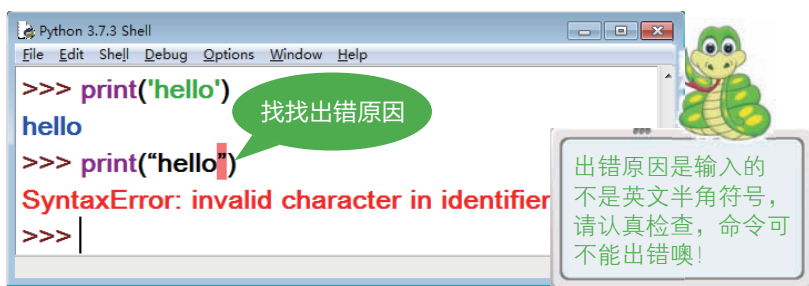 Python 3.7.3 Shell
File Edit Shell Debug Options Window Help
>>> print('hello')
hello
>>> print(“hello”)
SyntaxError: invalid character in identifier
>>>
找找出错原因
出错原因是输入的
不是英文半角符号，
请认真检查，命令可
不能出错噢！